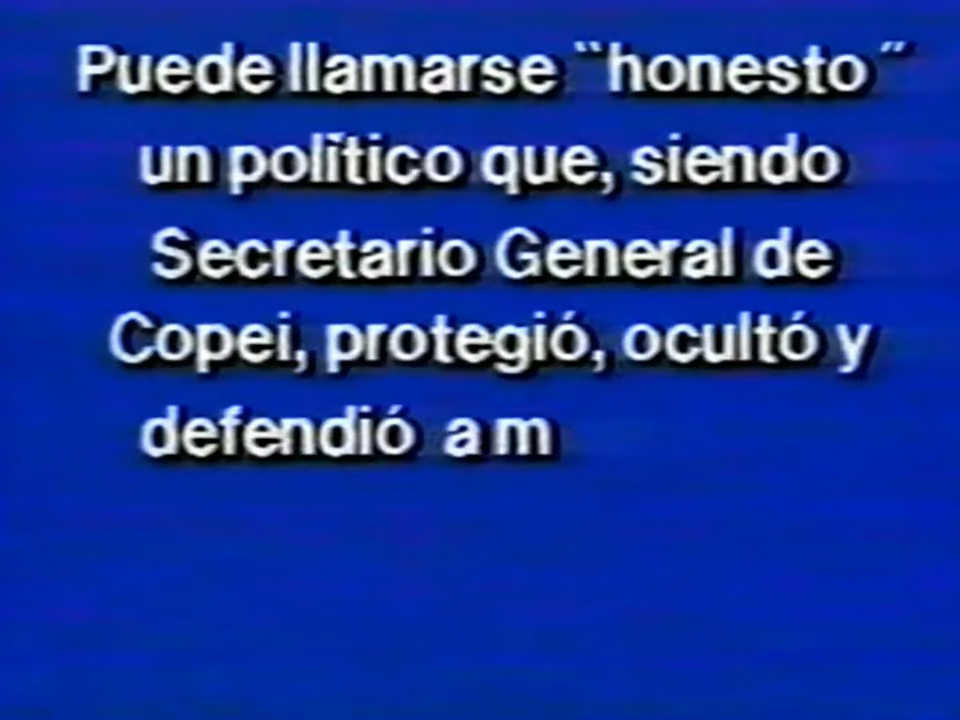 Puede llamarse "honesto"
un político que, siendo
Secretario General de
Copei, protegió, ocultó y
defendió a m